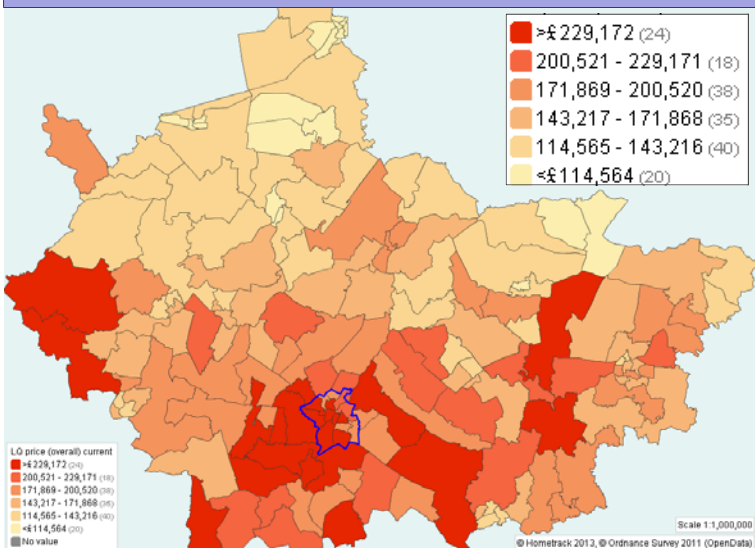 >£229,172 (24)
200,521 - 229,171 (18)
171,869 - 200,520 (38)
143,217 - 171,868 (35)
114,565 - 143,216 (40)
<£114,564 (20)
LQ price (overall) current
>£229,172 (24)
200,521 - 229,171 (18)
171,869 - 200,520 (38)
143,217 - 171,868 (35)
114,565 - 143,216 (40)
<£114,564 (20)
No value
Scale 1:1,000,000
© Hometrack 2013, © Ordnance Survey 2011 (OpenData)